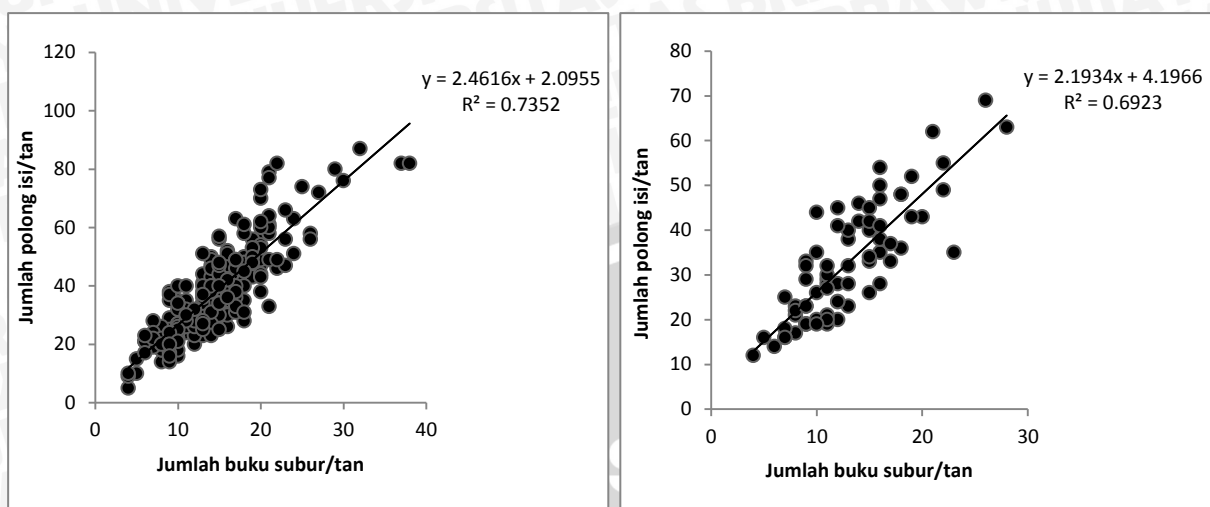 y = 2.4616x + 2.0955
R² = 0.7352
Jumlah polong isi/tan
120
100
80
60
40
20
0
0 10 20 30 40
Jumlah buku subur/tan
y = 2.1934x + 4.1966
R² = 0.6923
Jumlah polong isi/tan
80
70
60
50
40
30
20
10
0
0 10 20 30
Jumlah buku subur/tan